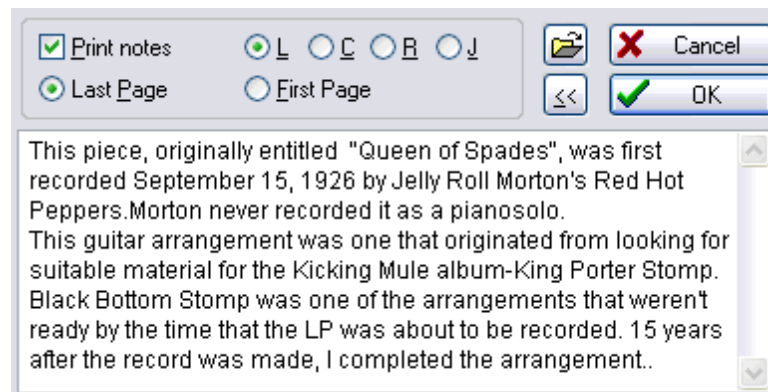 Print notes L C R J Cancel
Last Page First Page << OK
This piece, originally entitled "Queen of Spades", was first
recorded September 15, 1926 by Jelly Roll Morton's Red Hot
Peppers.Morton never recorded it as a pianosolo.
This guitar arrangement was one that originated from looking for
suitable material for the Kicking Mule album-King Porter Stomp.
Black Bottom Stomp was one of the arrangements that weren't
ready by the time that the LP was about to be recorded. 15 years
after the record was made, I completed the arrangement..